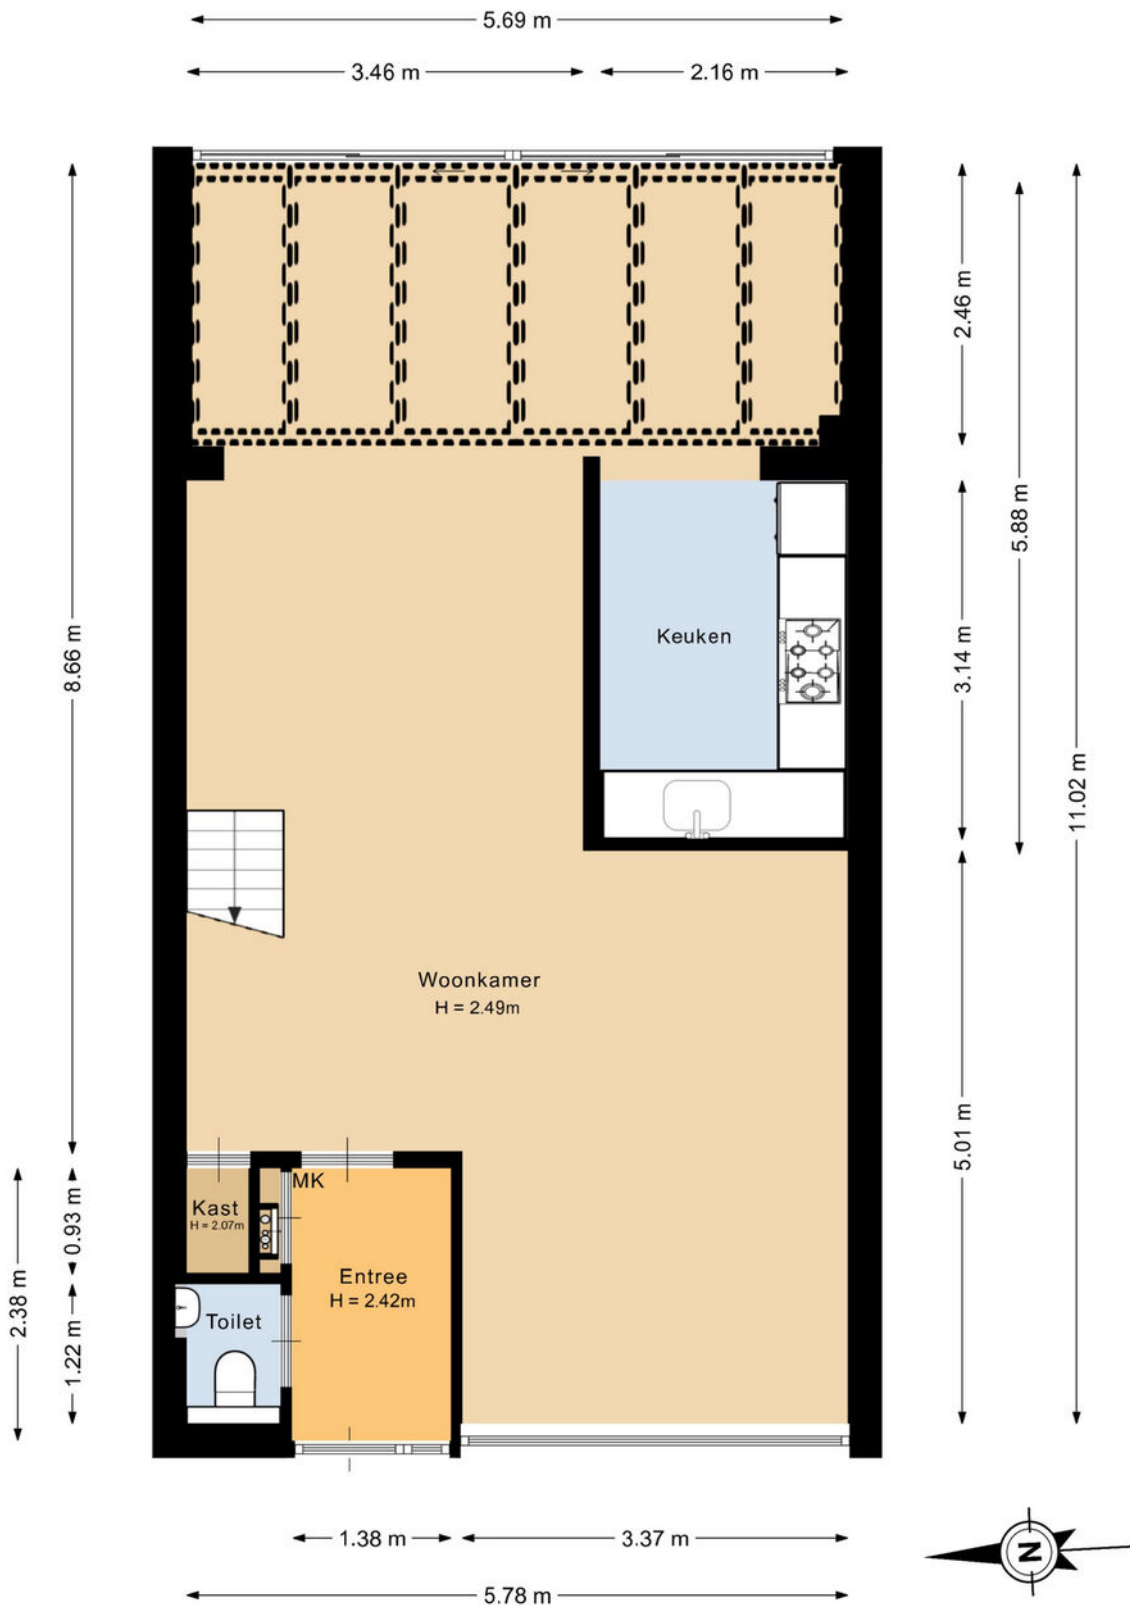 5.69 m
3.46 m
2.16 m
2.46 m
5.88 m
8.66 m
3.14 m
11.02 m
Keuken
Woonkamer
H = 2.49m
5.01 m
MK
Kast
H = 2.07m
0.93 m
Entree
H = 2.42m
2.38 m
Toilet
1.22 m
1.38 m
3.37 m
N
5.78 m